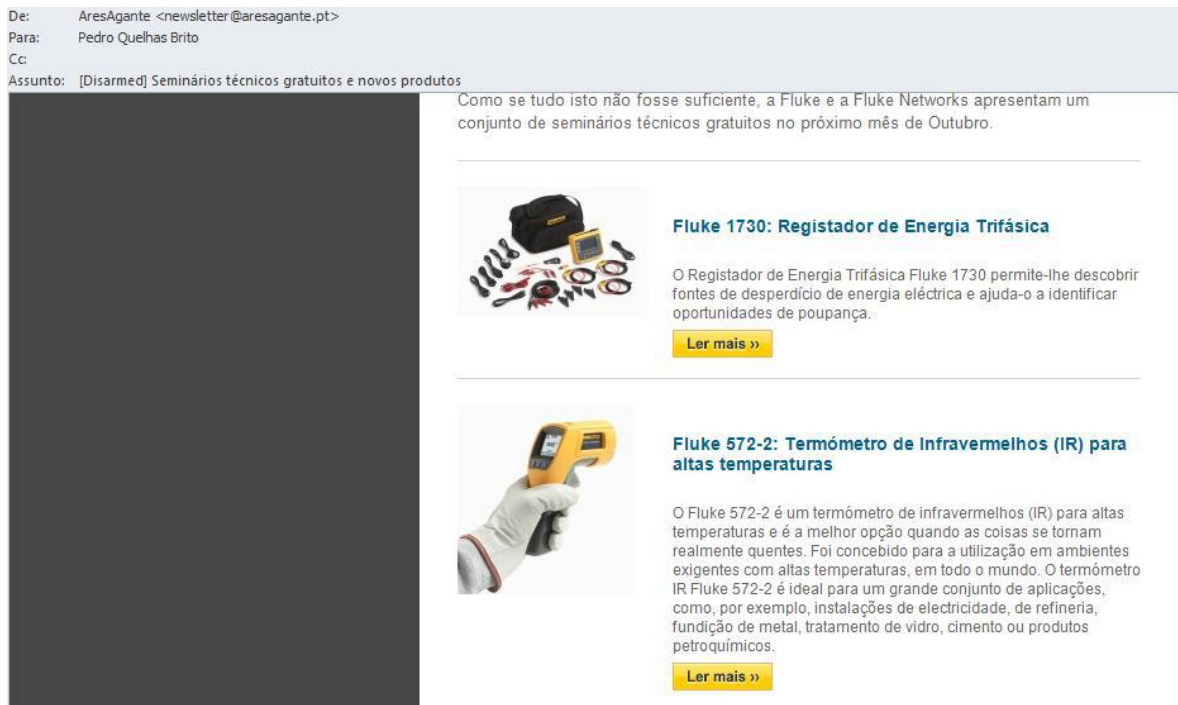 De: AresAgante <newsletter@aresagante.pt>
Para: Pedro Quelhas Brito
Cc:
Assunto: [Disarmed] Seminários técnicos gratuitos e novos produtos
Como se tudo isto não fosse suficiente, a Fluke e a Fluke Networks apresentam um
conjunto de seminários técnicos gratuitos no próximo mês de Outubro.
Fluke 1730: Registador de Energia Trifásica
O Registador de Energia Trifásica Fluke 1730 permite-lhe descobrir
fontes de desperdício de energia eléctrica e ajuda-o a identificar
oportunidades de poupança.
Ler mais ››
Fluke 572-2: Termómetro de Infravermelhos (IR) para
altas temperaturas
O Fluke 572-2 é um termómetro de infravermelhos (IR) para altas
temperaturas e é a melhor opção quando as coisas se tornam
realmente quentes. Foi concebido para a utilização em ambientes
exigentes com altas temperaturas, em todo o mundo. O termómetro
IR Fluke 572-2 é ideal para um grande conjunto de aplicações,
como, por exemplo, instalações de electricidade, de refineria,
fundição de metal, tratamento de vidro, cimento ou produtos
petroquímicos.
Ler mais ››